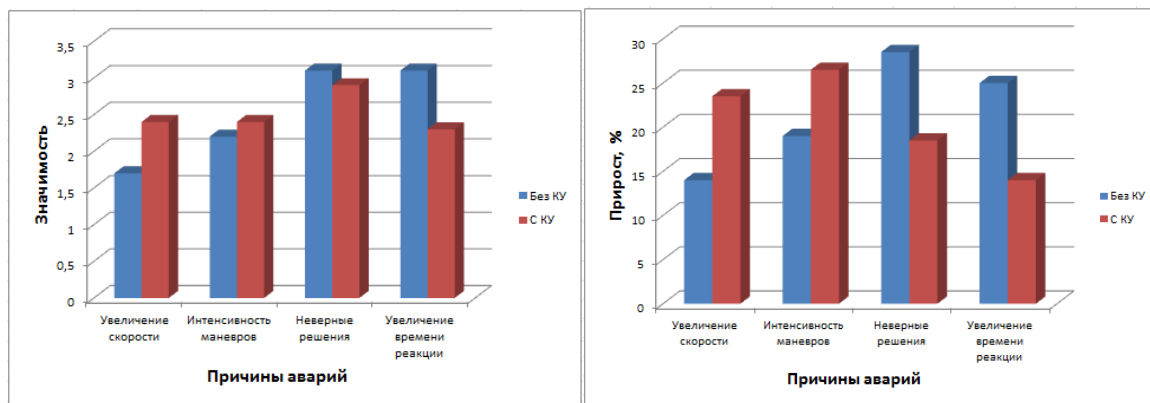 3,5
3
2,5
2
1,5
1
0,5
0
Значимость
Увеличение
скорости
Интенсивность
маневров
Неверные
решения
Увеличение
времени
реакции
Причины аварий
Без КУ
С КУ
30
25
20
15
10
5
0
Прирост, %
Увеличение
скорости
Интенсивность
маневров
Неверные
решения
Увеличение
времени
реакции
Причины аварий
Без КУ
С КУ